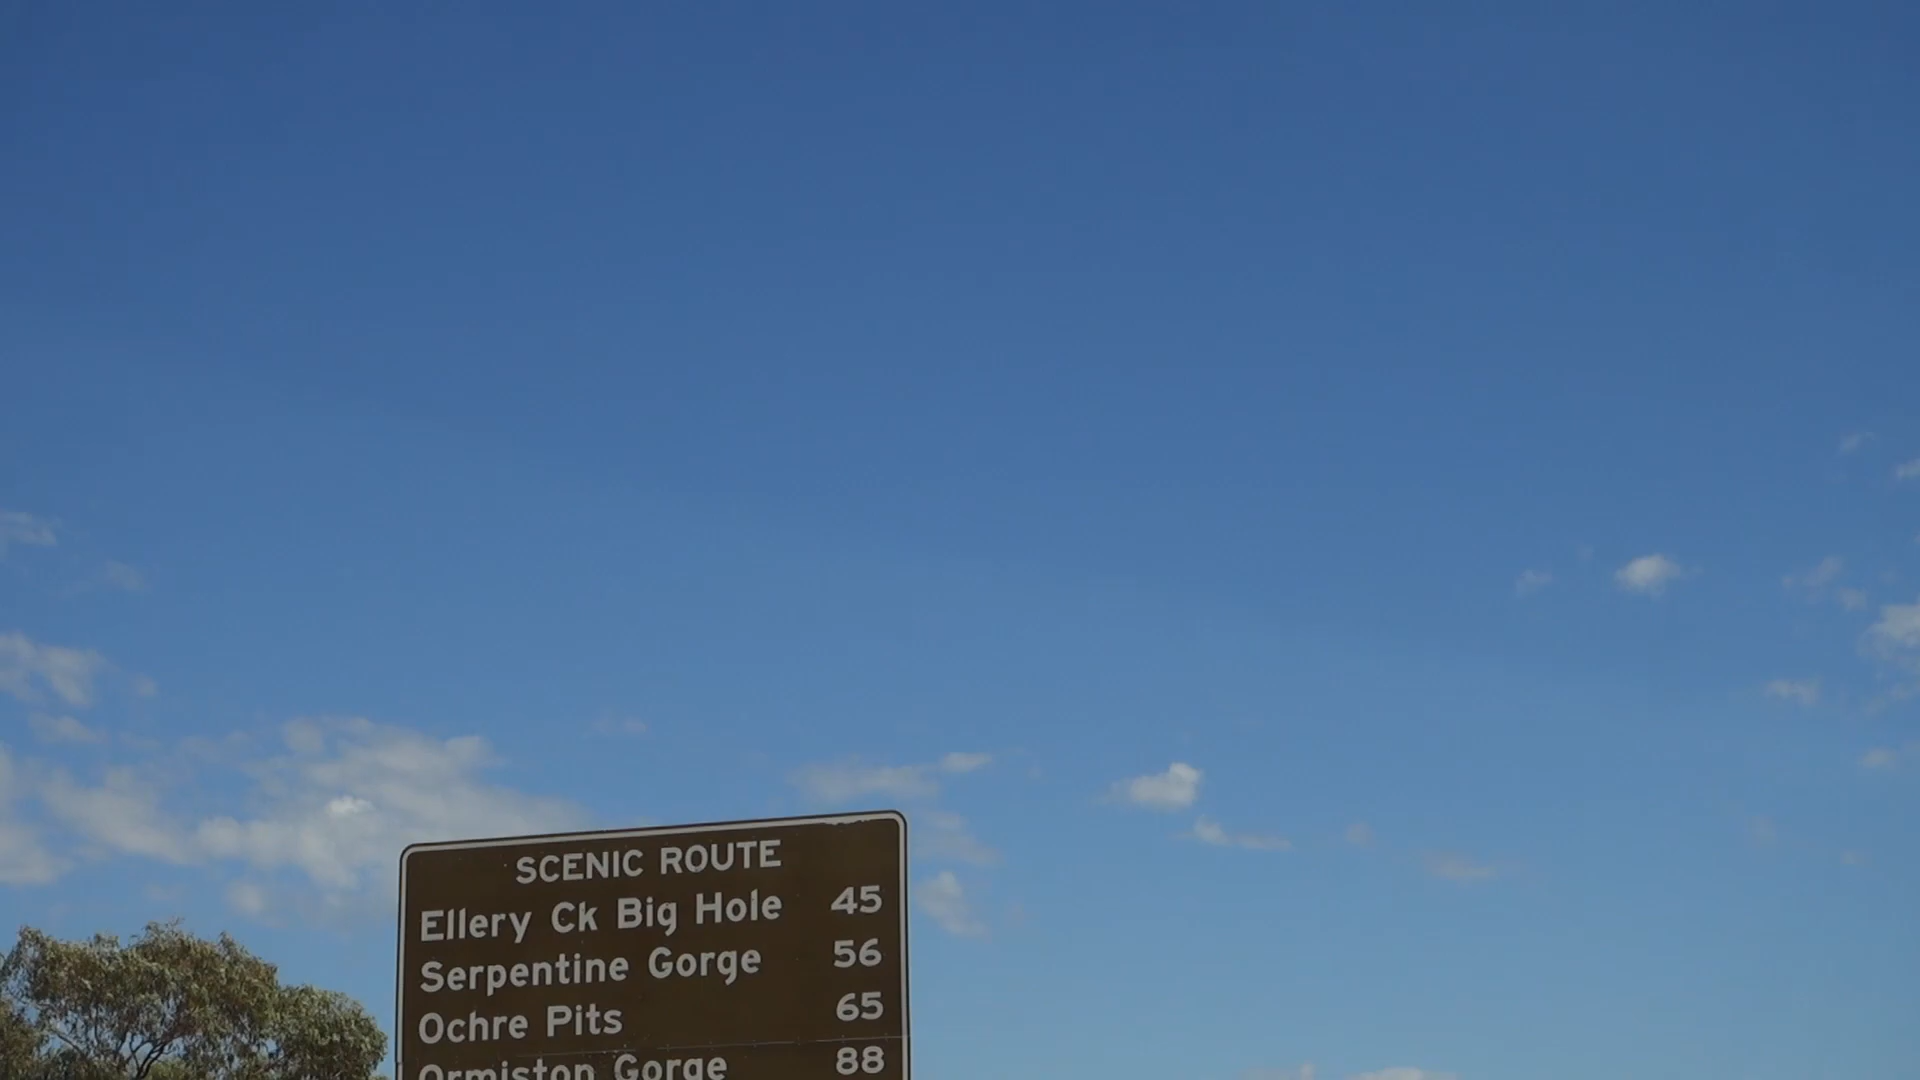 SCENIC ROUTE
Ellery Ck Big Hole 45
Serpentine Gorge 56
Ochre Pits 65
Ormiston Gorge 88